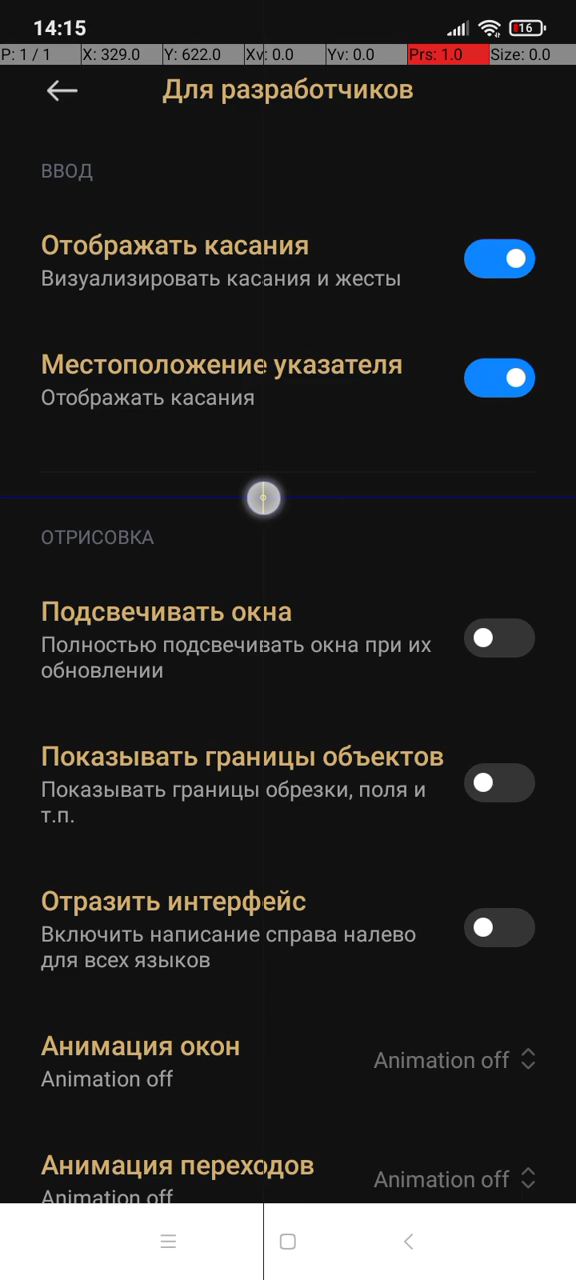 14:15
16
P: 1 / 1 X: 329.0 Y: 622.0 Xv: 0.0 Yv: 0.0 Prs: 1.0 Size: 0.0
Для разработчиков
ВВОД
Отображать касания
Визуализировать касания и жесты
Местоположение указателя
Отображать касания
ОТРИСОВКА
Подсвечивать окна
Полностью подсвечивать окна при их
обновлении
Показывать границы объектов
Показывать границы обрезки, поля и
т.п.
Отразить интерфейс
Включить написание справа налево
для всех языков
Анимация окон
Animation off
Animation off
Анимация переходов
Animation off
Animation off